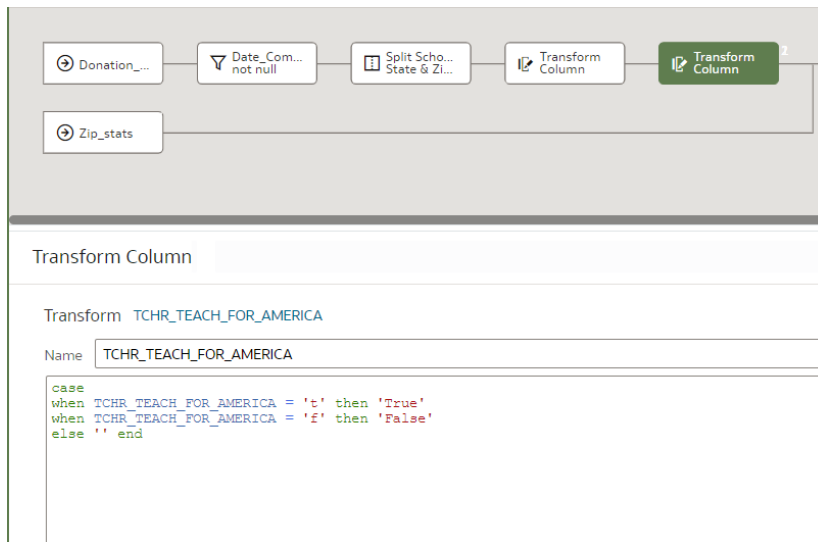 Donation_...
Date_Com...
not null
Split Scho...
State & Zi...
Transform
Column
Transform
Column
2
Zip_stats
Transform Column
Transform TCHR_TEACH_FOR_AMERICA
Name TCHR_TEACH_FOR_AMERICA
case
when TCHR_TEACH_FOR_AMERICA = 't' then 'True'
when TCHR_TEACH_FOR_AMERICA = 'f' then 'False'
else '' end